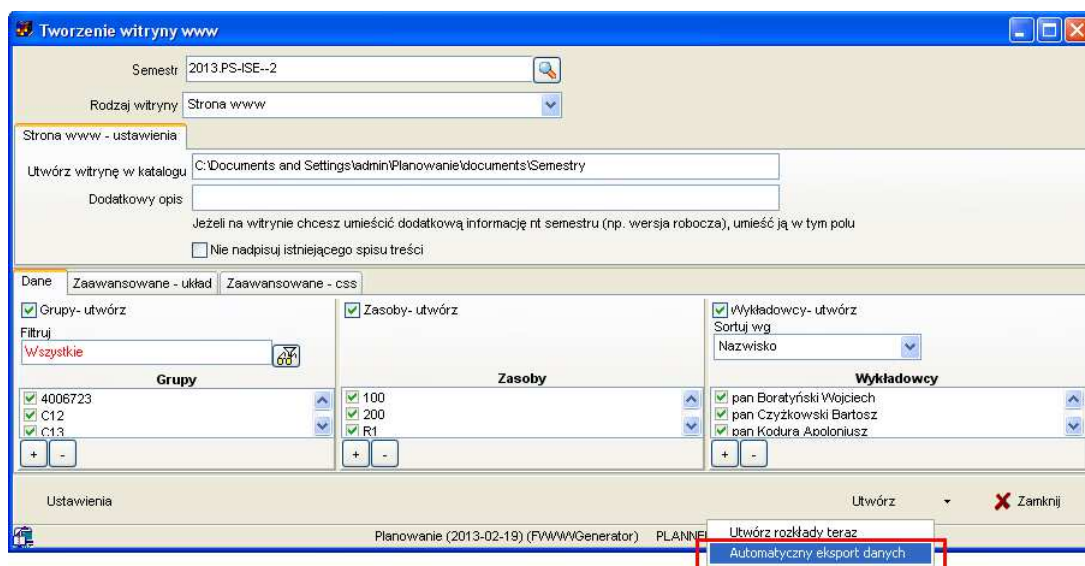 Tworzenie witryny www
Semestr 2013.PS-ISE--2
Rodzaj witryny Strona www
Strona www - ustawienia
Utwórz witrynę w katalogu C:\Documents and Settings\admin\Planowanie\documents\Semestry
Dodatkowy opis
Jeżeli na witrynie chcesz umieścić dodatkową informację nt semestru (np. wersja robocza), umieść ją w tym polu
Nie nadpisuj istniejącego spisu treści
Dane Zaawansowane - układ Zaawansowane - css
Grupy- utwórz Zasoby- utwórz Wykładowcy- utwórz
Filtruj Sortuj wg
Wszystkie Nazwisko
Grupy Zasoby Wykładowcy
4006723 100 pan Boratyński Wojciech
C12 200 pan Czyżkowski Bartosz
C13 R1 pan Kodura Apoloniusz
+ - + - + -
Ustawienia Utwórz Zamknij
Planowanie (2013-02-19) (FWWWGenerator) PLANNE
Utwórz rozkłady teraz
Automatyczny eksport danych